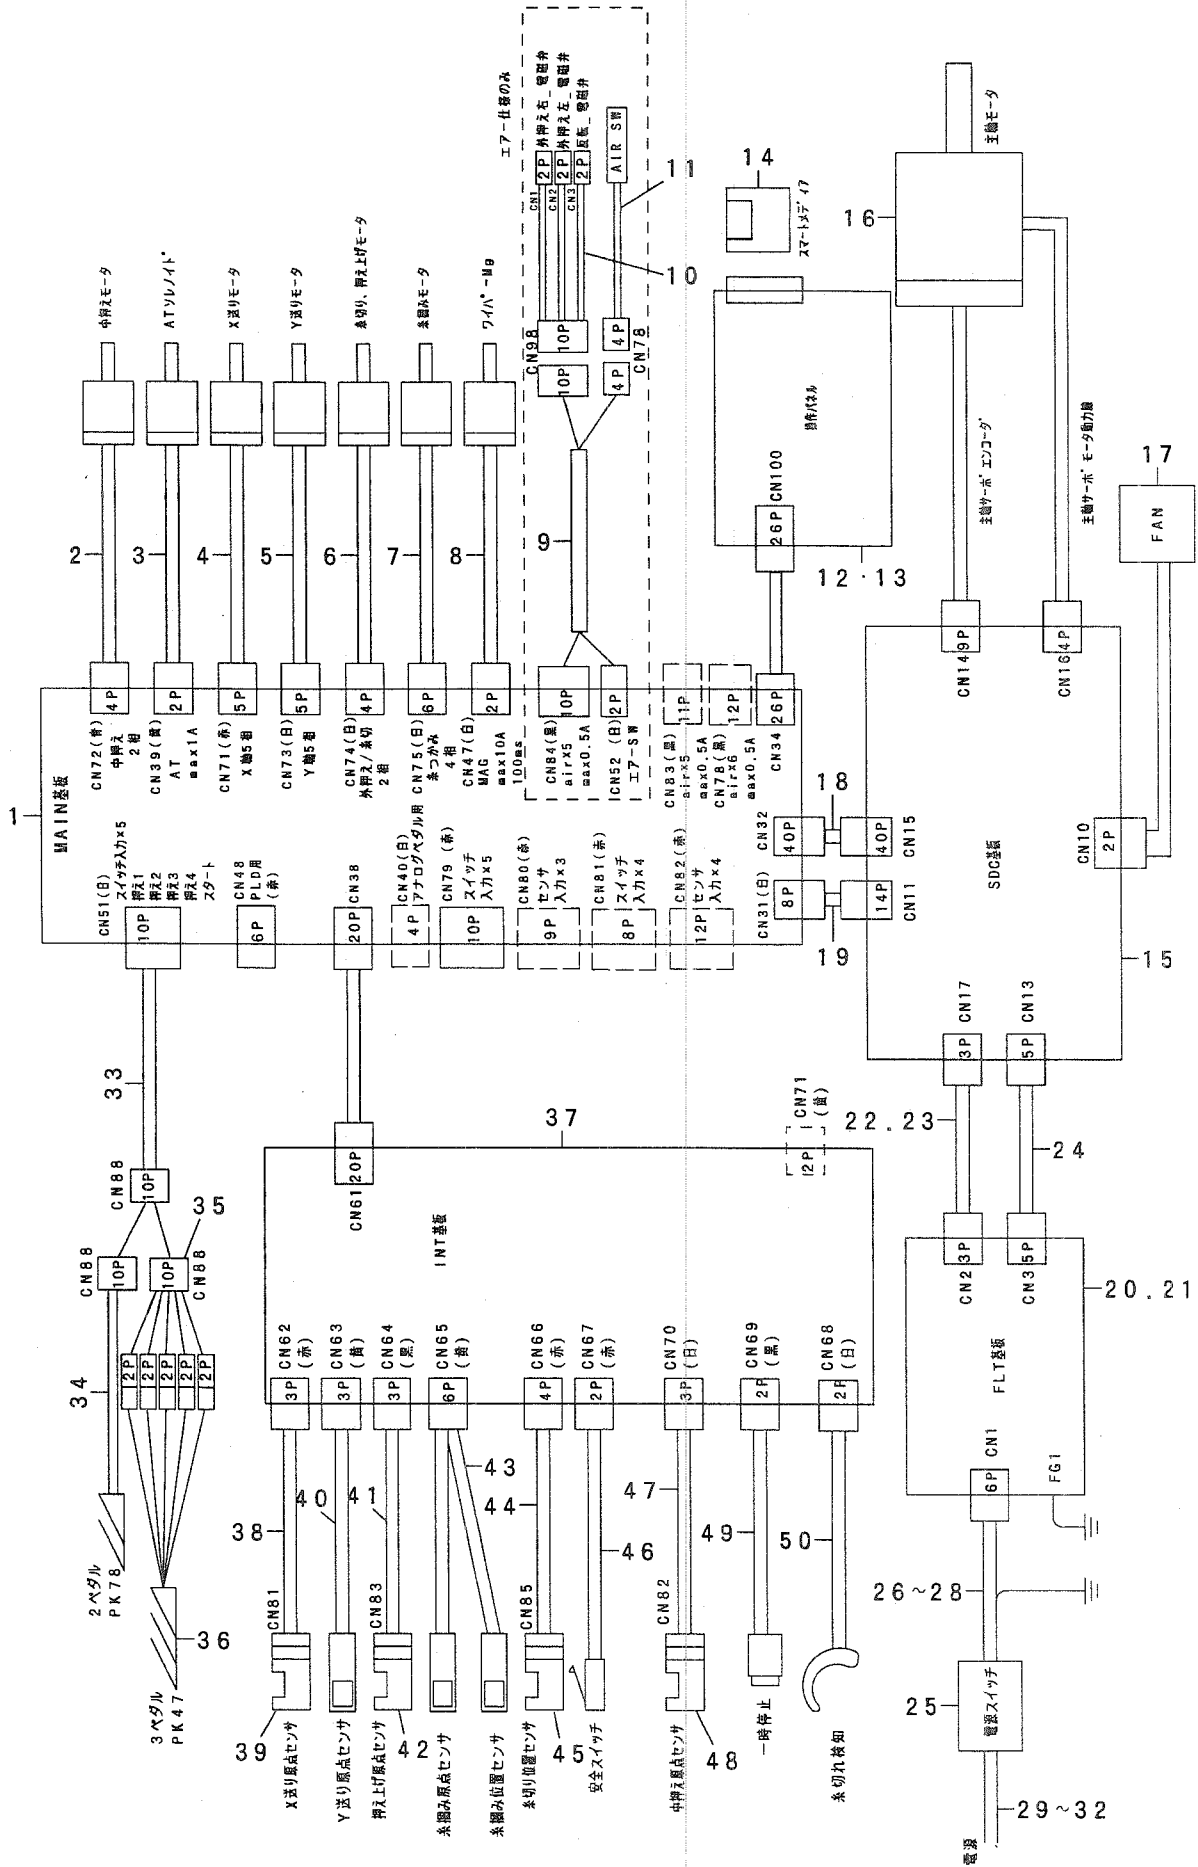 1
MAIN基板
CN72(青)
中押え
2相
4P
2
中押えモータ
CN39(黄)
AT
max1A
2P
3
ATソレノイド
CN71(赤)
X軸5相
5P
4
X送りモータ
CN73(白)
Y軸5相
5P
5
Y送りモータ
CN74(白)
外押え/糸切
2相
4P
6
糸切り、押え上げモータ
CN75(白)
糸つかみ
4相
6P
7
糸掴みモータ
CN47(白)
MAG
max10A
100ms
2P
8
ワイパーMg
エアー仕様のみ
CN84(黒)
airx5
max0.5A
10P
CN52 (白)
エアーSW
2P
9
10P
4P
CN98
10P
4P
CN78
CN1
2P
外押え右_電磁弁
CN2
2P
外押え左_電磁弁
CN3
2P
反転_電磁弁
AIR SW
10
11
CN83(黒)
airx5
max0.5A
11P
CN78(黒)
airx6
max0.5A
12P
CN34
26P
26P
CN100
操作パネル
12・13
14
スマートメディア
CN51(白)
スイッチ入力x5
押え1
押え2
押え3
押え4
スタート
10P
CN48
PLD用
(赤)
6P
CN38
20P
CN40(白)
アナログペダル用
4P
CN79 (赤)
スイッチ
入力x5
10P
CN80(赤)
センサ
入力x3
9P
CN81(赤)
スイッチ
入力x4
8P
CN82(赤)
センサ
入力x4
12P
CN32
40P
18
40P
CN15
CN31(白)
8P
19
14P
CN11
SDC基板
15
CN14
9P
主軸サーボエンコーダ
CN16
4P
主軸サーボモータ動力線
16
主軸モータ
CN10
2P
17
FAN
CN17
3P
CN13
5P
22.23
24
CN2
3P
CN3
5P
FLT基板
20.21
CN1
6P
FG1
26~28
25
電源スイッチ
29~32
電源
33
CN88
10P
CN88
10P
10P
CN88
35
34
2P
2P
2P
2P
2P
2ペダル
PK78
3ペダル
PK47
36
37
CN61
20P
INT基板
CN71
(黄)
12P
CN62
(赤)
3P
CN63
(黄)
3P
CN64
(黒)
3P
CN65
(黄)
6P
CN66
(赤)
4P
CN67
(赤)
2P
CN70
(白)
3P
CN69
(黒)
2P
CN68
(白)
2P
38
40
41
43
44
46
47
49
50
CN81
CN83
CN85
CN82
39
42
45
48
X送り原点センサ
Y送り原点センサ
押え上げ原点センサ
糸掴み原点センサ
糸掴み位置センサ
糸切り位置センサ
安全スイッチ
中押え原点センサ
一時停止
糸切れ検知